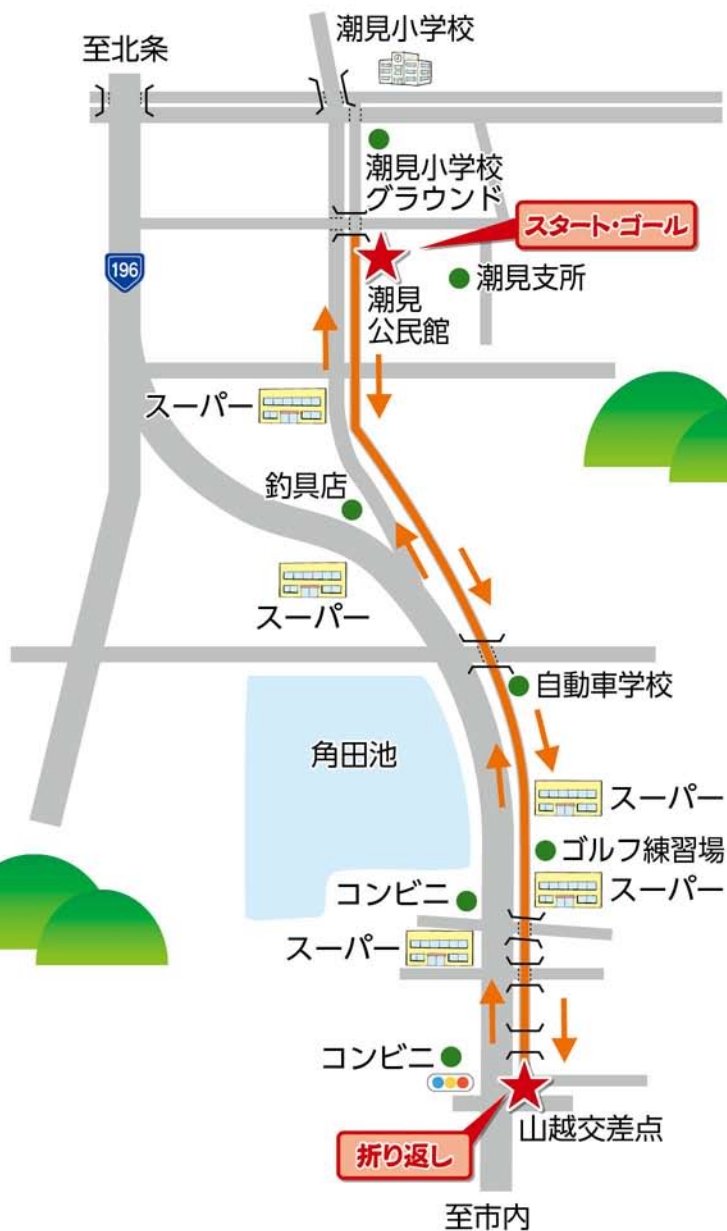 潮見小学校
至北条
潮見小学校
グラウンド
スタート・ゴール
196
潮見支所
潮見
公民館
スーパー
釣具店
スーパー
自動車学校
角田池
スーパー
ゴルフ練習場
コンビニ
スーパー
スーパー
コンビニ
山越交差点
折り返し
至市内